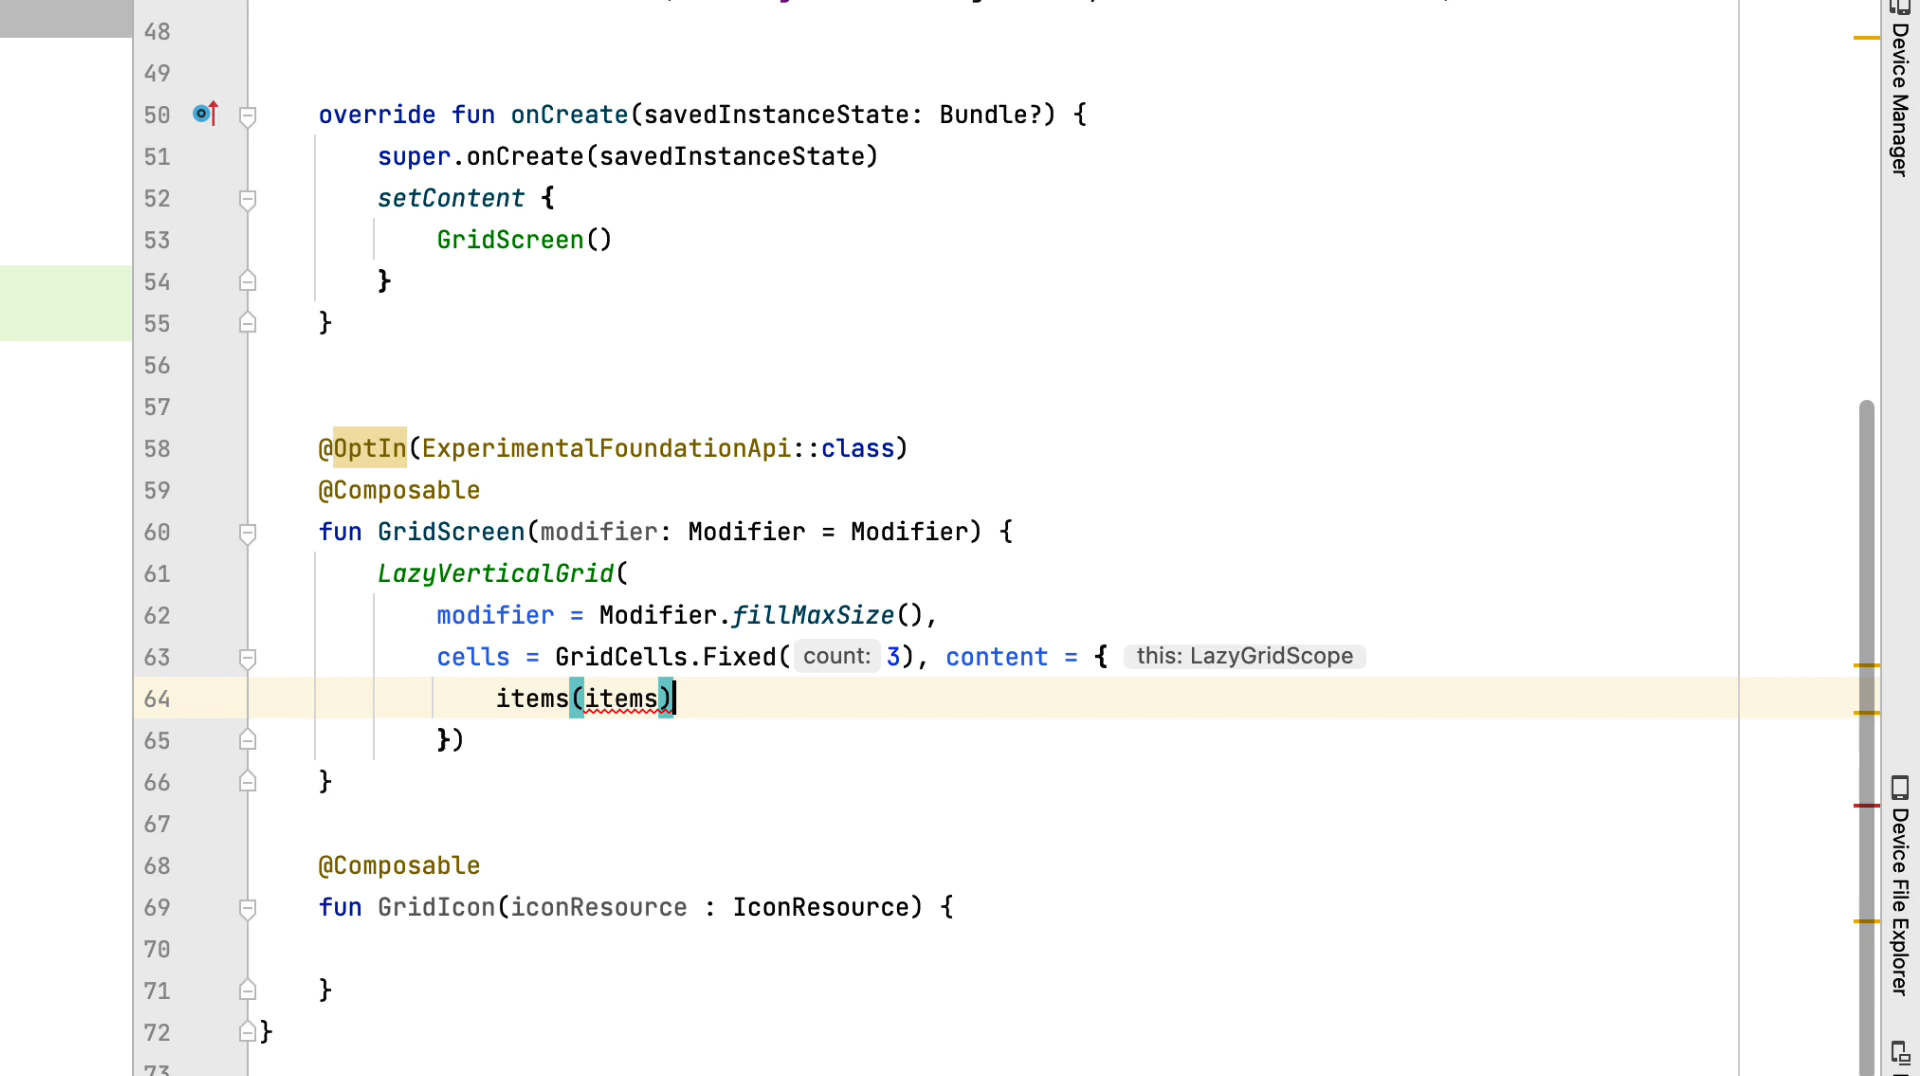 48
49
50 override fun onCreate(savedInstanceState: Bundle?) {
51 super.onCreate(savedInstanceState)
52 setContent {
53 GridScreen()
54 }
55 }
56
57
58 @OptIn(ExperimentalFoundationApi::class)
59 @Composable
60 fun GridScreen(modifier: Modifier = Modifier) {
61 LazyVerticalGrid(
62 modifier = Modifier.fillMaxSize(),
63 cells = GridCells.Fixed( count: 3), content = { this: LazyGridScope
64 items(items)
65 })
66 }
67
68 @Composable
69 fun GridIcon(iconResource : IconResource) {
70
71 }
72 }
73
Device Manager
Device File Explorer